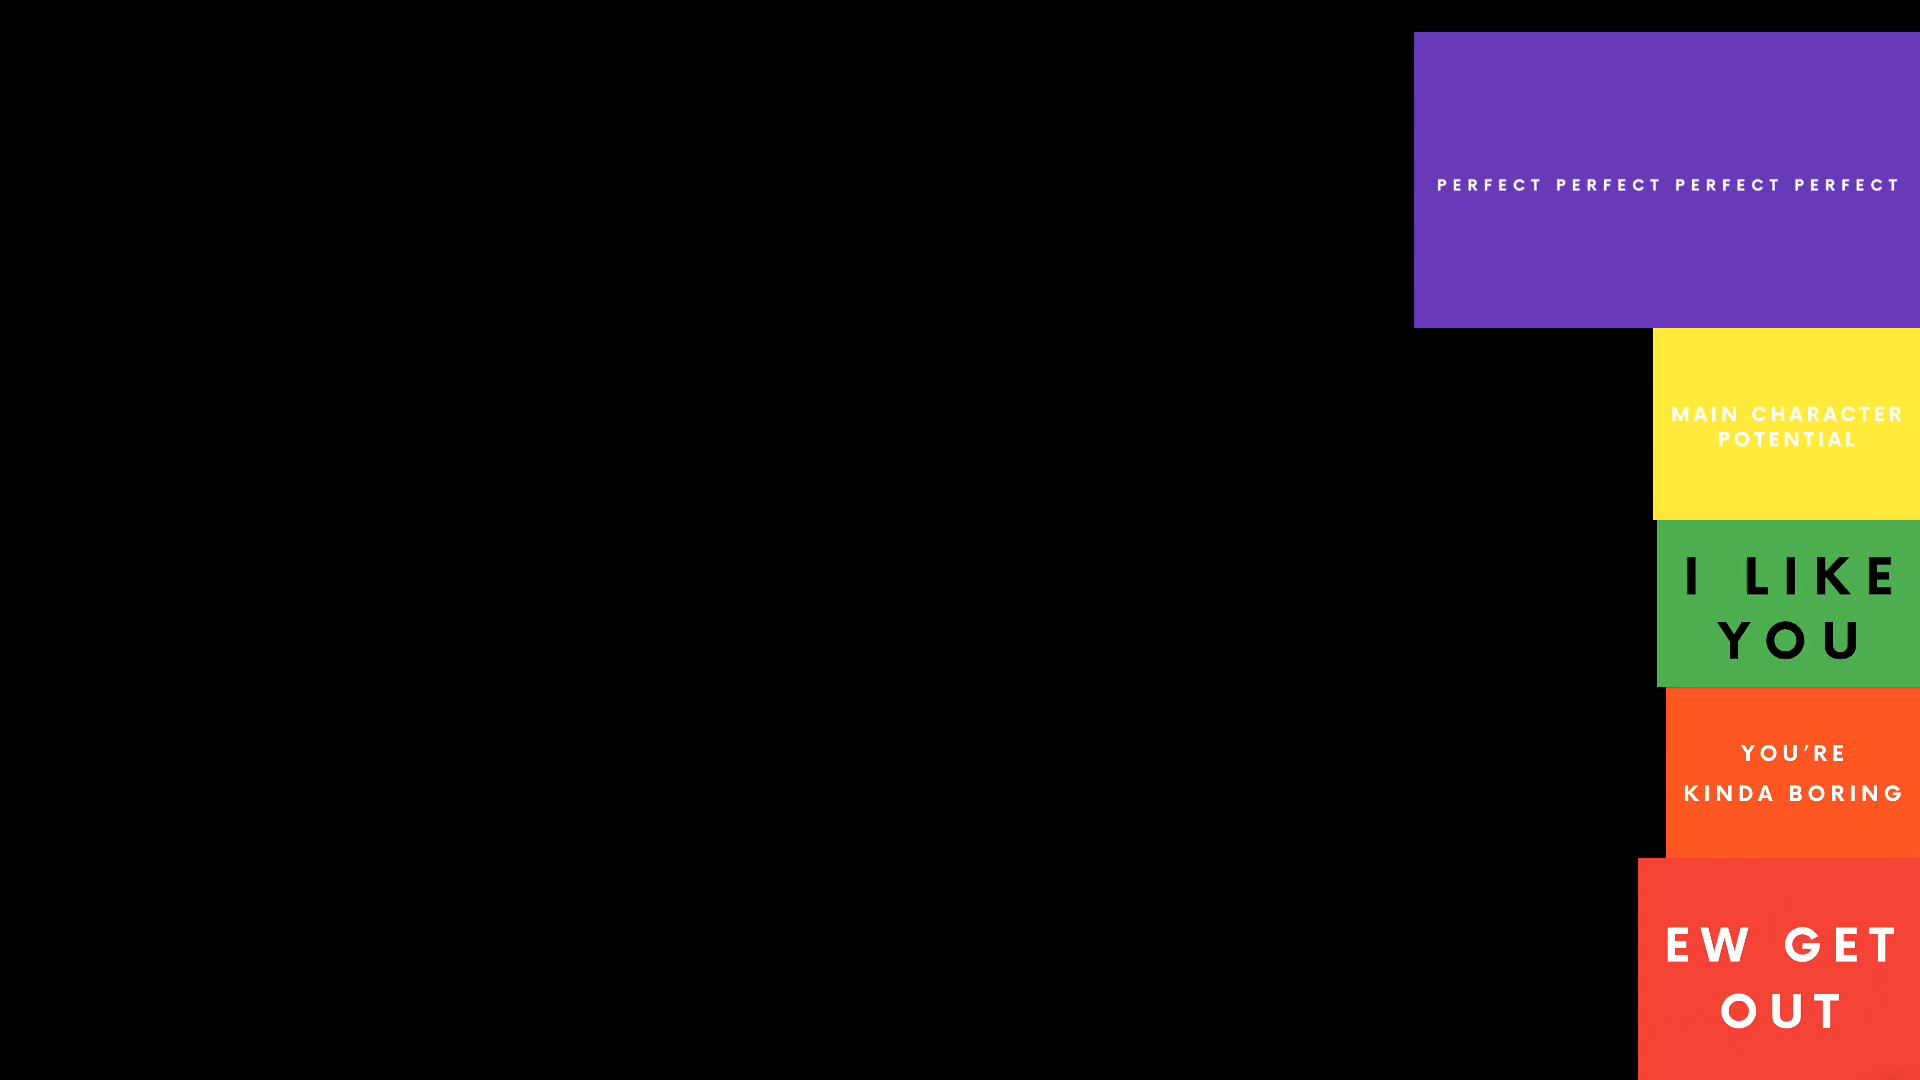 PERFECT PERFECT PERFECT PERFECT
MAIN CHARACTER
POTENTIAL
I LIKE
YOU
YOU’RE
KINDA BORING
EW GET
OUT